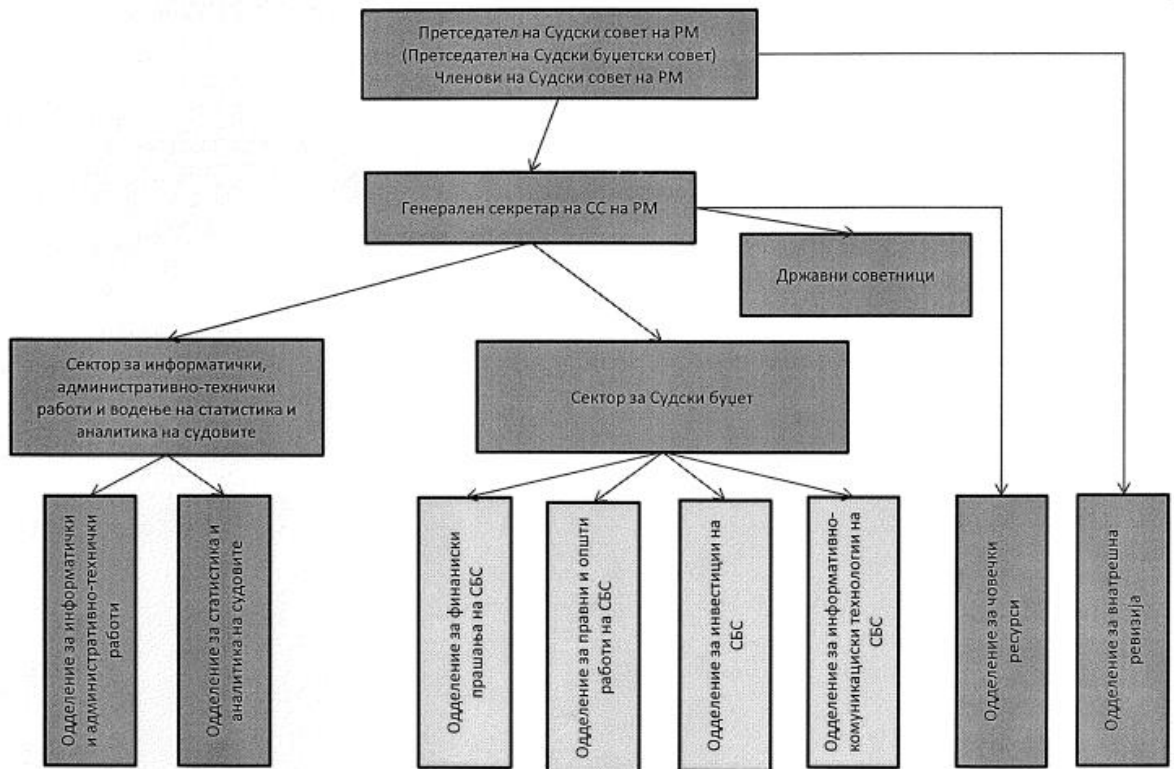 Претседател на Судски совет на РМ
(Претседател на Судски буџетски совет)
Членови на Судски совет на РМ
Генерален секретар на СС на РМ
Државни советници
Сектор за информатички,
административно-технички
работи и водење на статистика и
аналитика на судовите
Сектор за Судски буџет
Одделение за информатички
и административно-технички
работи
Одделение за статистика и
аналитика на судовите
Одделение за финаниски
прашања на СБС
Одделение за правни и општи
работи на СБС
Одделение за инвестиции на
СБС
Одделение за информативно-
комуникациски технологии на
СБС
Одделение за човечки
ресурси
Одделение за внатрешна
ревизија